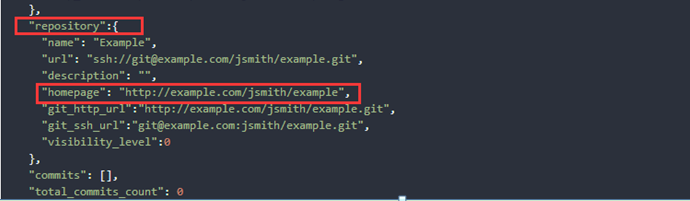 },
"repository":{
"name": "Example",
"url": "ssh://git@example.com/jsmith/example.git",
"description": "",
"homepage": "http://example.com/jsmith/example",
"git_http_url":"http://example.com/jsmith/example.git",
"git_ssh_url":"git@example.com:jsmith/example.git",
"visibility_level":0
},
"commits": [],
"total_commits_count": 0